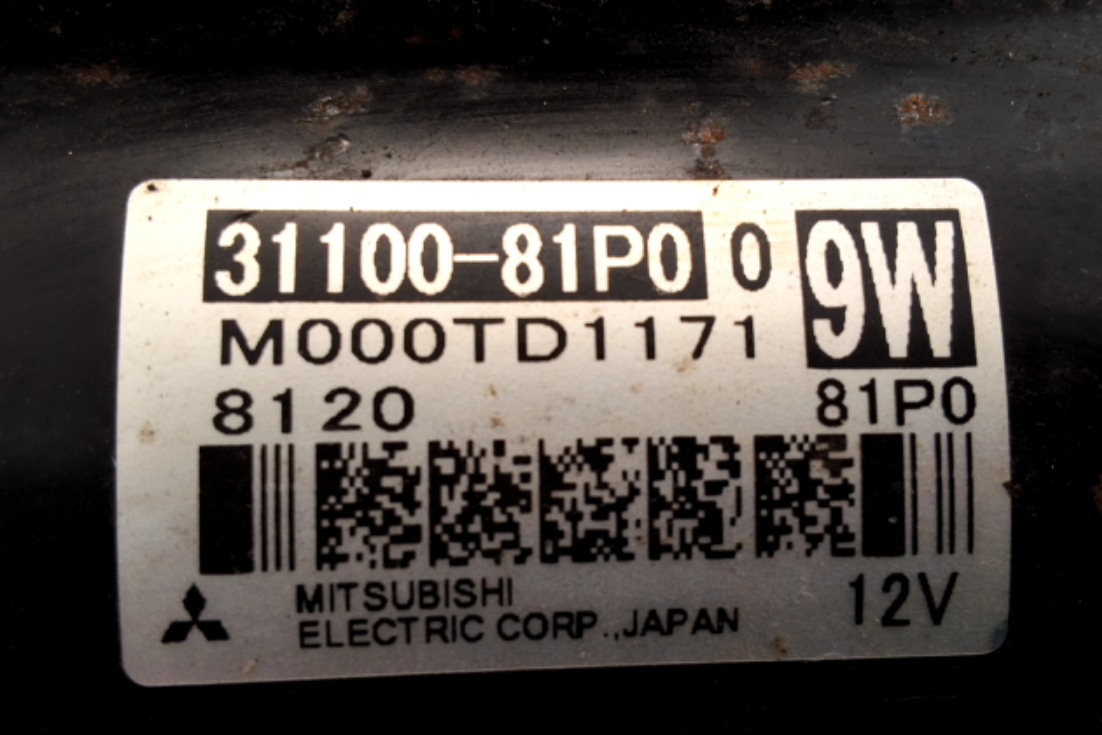 31100-81P0 0 9W
M000TD1171
8120 81P0
MITSUBISHI
ELECTRIC CORP.,JAPAN 12V